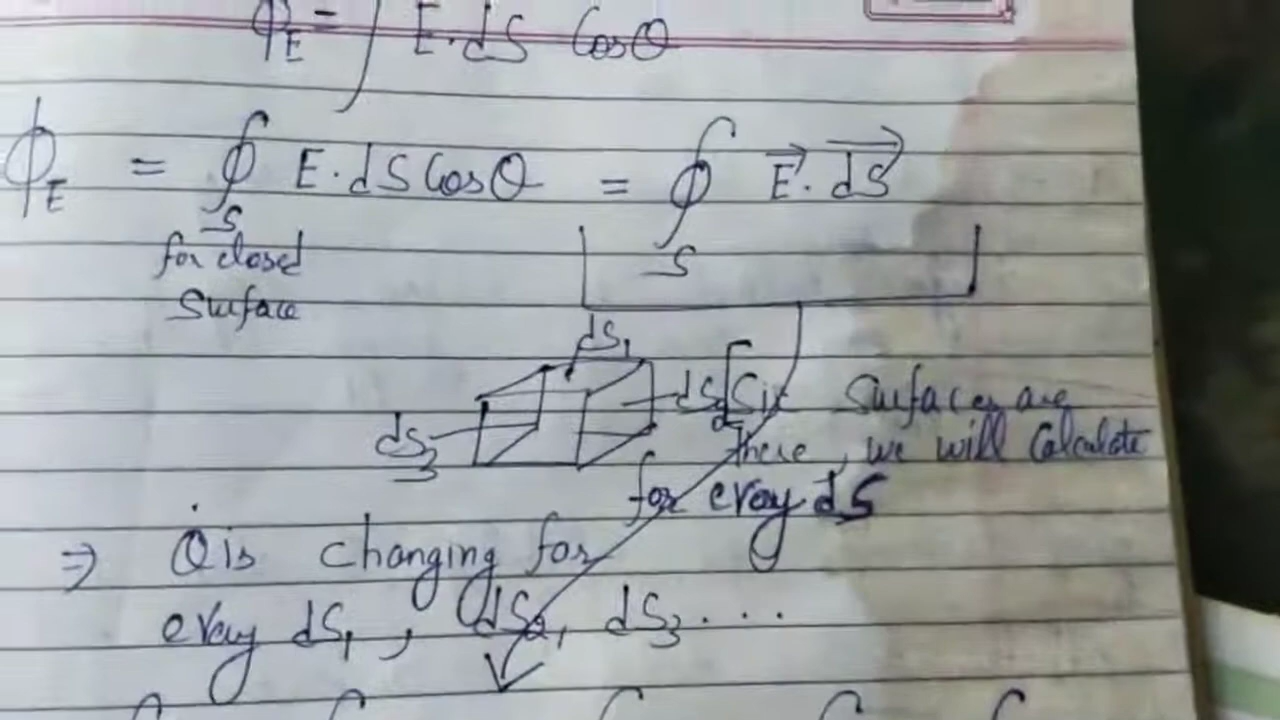 ϕE = ∫ E.dS Cosθ
ϕE = ∮S E.dS Cosθ = ∮S E⃗.dS⃗
for closed
Surface
dS1
dS2 [Six Surfaces are
dS3
there, we will Calculate
for every dS
⇒ θ is changing for
every dS1, dS2, dS3....